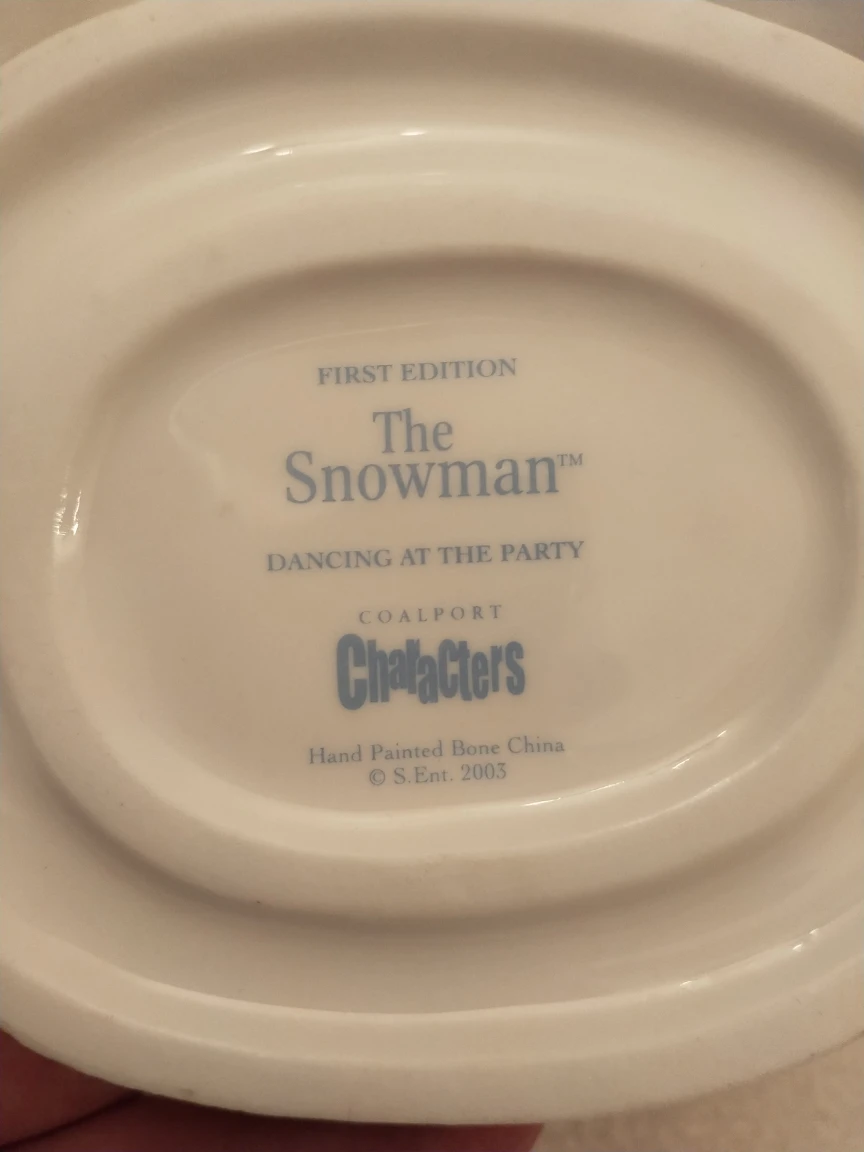 FIRST EDITION
The
Snowman™
DANCING AT THE PARTY
COALPORT
Characters
Hand Painted Bone China
© S.Ent. 2003